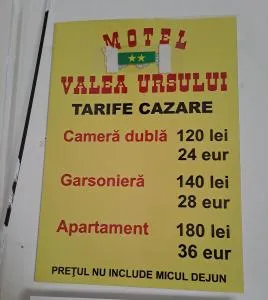 MOTEL
VALEA URSULUI
TARIFE CAZARE
Cameră dublă 120 lei
24 eur
Garsonieră 140 lei
28 eur
Apartament 180 lei
36 eur
PREŢUL NU INCLUDE MICUL DEJUN